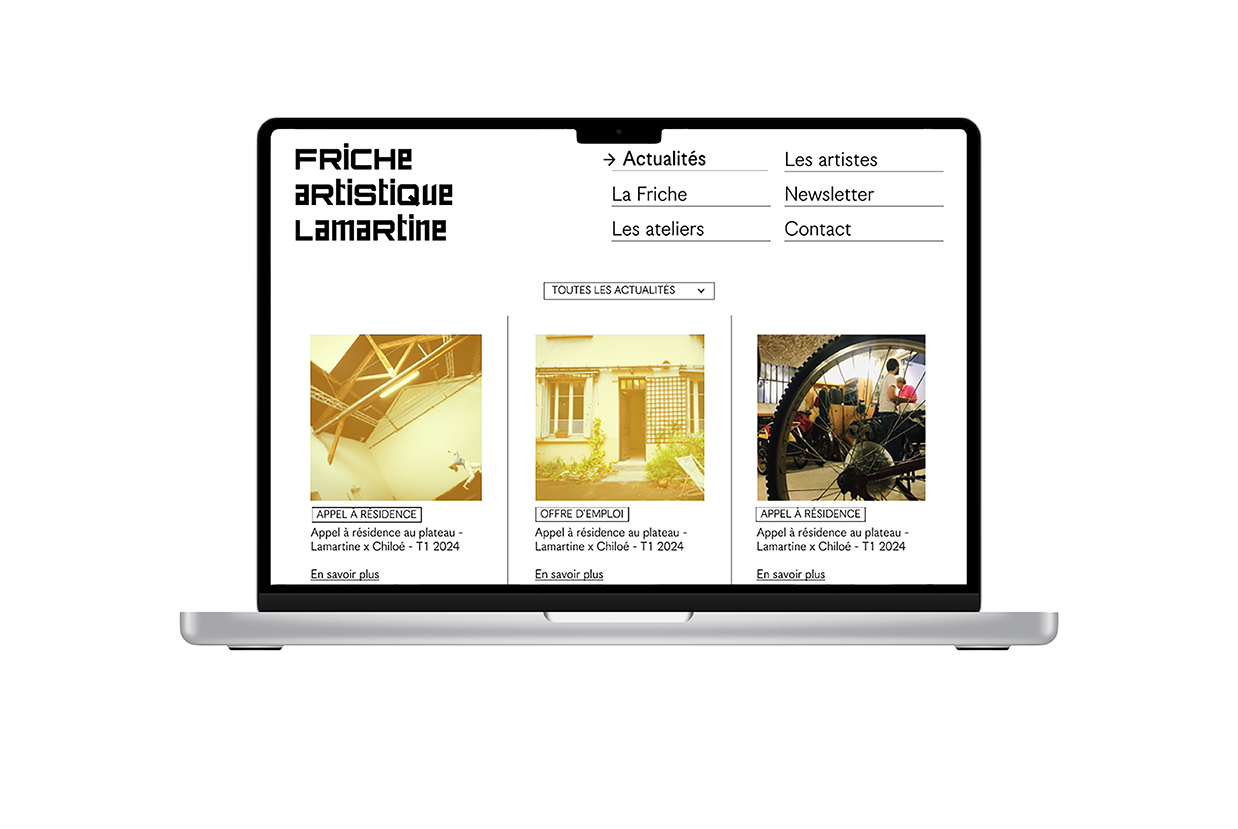 FRiCHe
aRtistiQue
LamaRtine
→ Actualités
Les artistes
La Friche
Newsletter
Les ateliers
Contact
TOUTES LES ACTUALITÉS
APPEL À RÉSIDENCE
Appel à résidence au plateau -
Lamartine x Chiloé - T1 2024
En savoir plus
OFFRE D'EMPLOI
Appel à résidence au plateau -
Lamartine x Chiloé - T1 2024
En savoir plus
APPEL À RÉSIDENCE
Appel à résidence au plateau -
Lamartine x Chiloé - T1 2024
En savoir plus